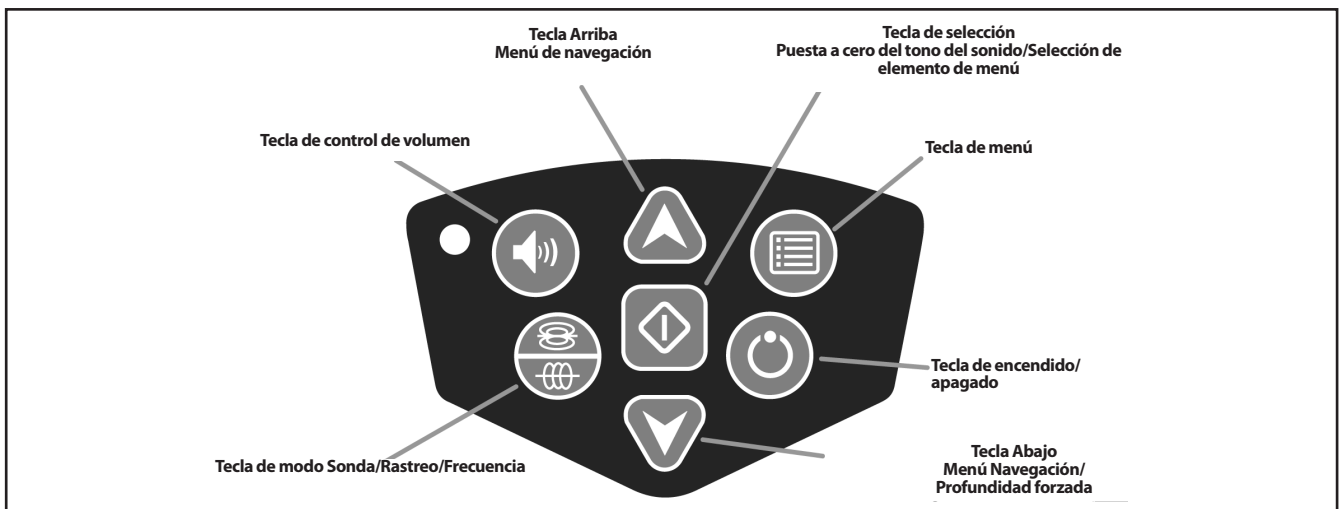 Tecla Arriba
Menú de navegación
Tecla de selección
Puesta a cero del tono del sonido/Selección de
elemento de menú
Tecla de control de volumen
Tecla de menú
Tecla de encendido/
apagado
Tecla de modo Sonda/Rastreo/Frecuencia
Tecla Abajo
Menú Navegación/
Profundidad forzada